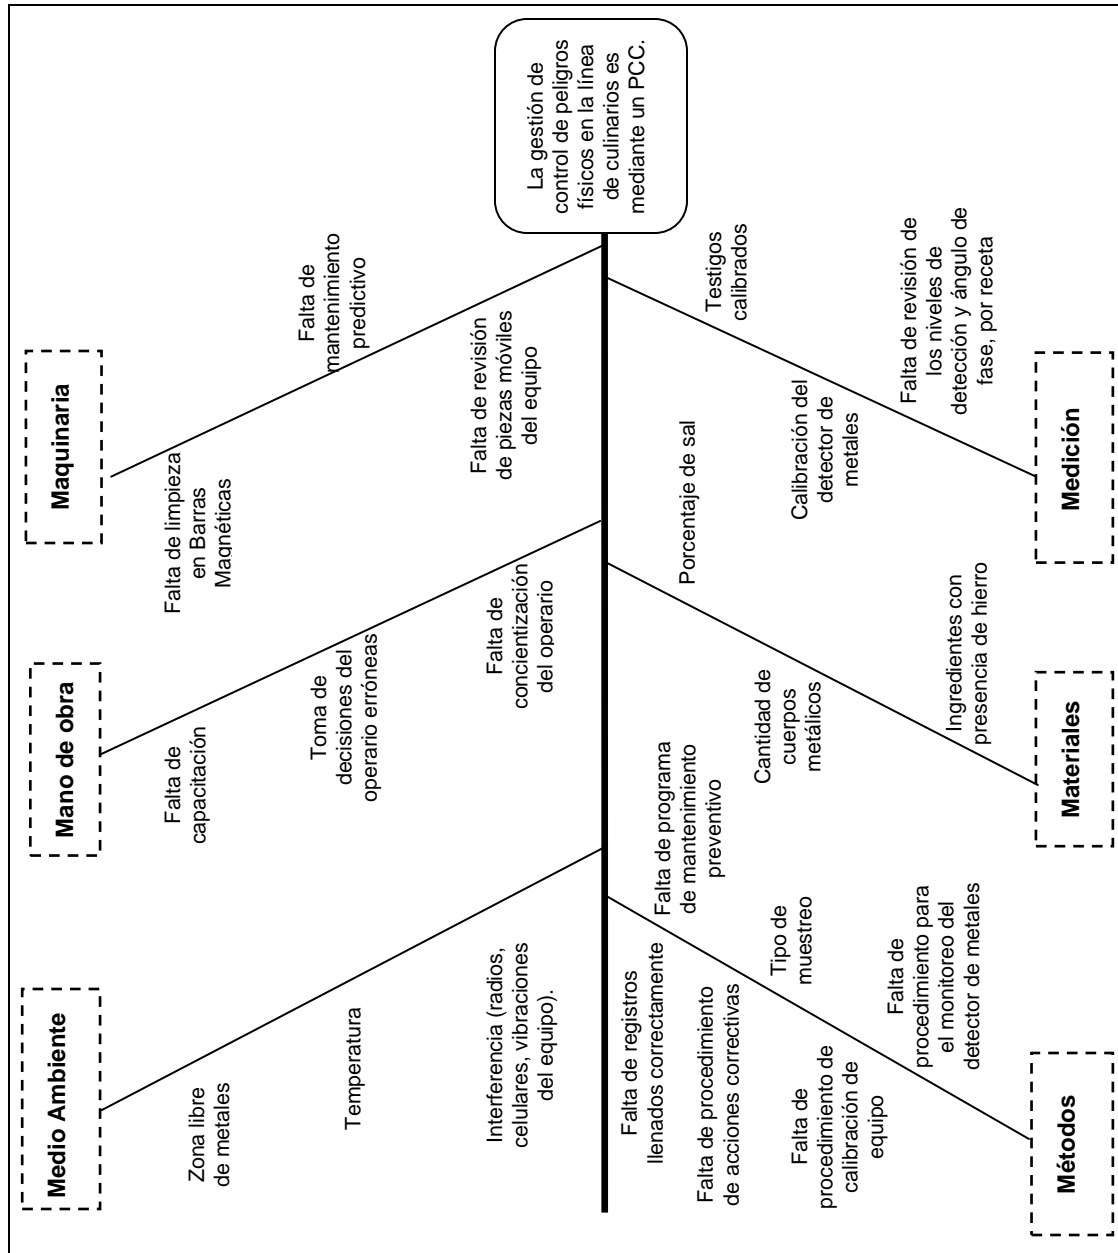 Medio Ambiente
Mano de obra
Maquinaria
Zona libre
de metales
Temperatura
Interferencia (radios,
celulares, vibraciones
del equipo).
Falta de
capacitación
Toma de
decisiones del
operario erróneas
Falta de
concientización
del operario
Falta de limpieza
en Barras
Magnéticas
Falta de
mantenimiento
predictivo
Falta de revisión
de piezas móviles
del equipo
La gestión de
control de peligros
físicos en la línea
de culinarios es
mediante un PCC.
Falta de registros
llenados correctamente
Falta de procedimiento
de acciones correctivas
Falta de
procedimiento de
calibración de
equipo
Falta de programa
de mantenimiento
preventivo
Tipo de
muestreo
Falta de
procedimiento para
el monitoreo del
detector de metales
Porcentaje de sal
Cantidad de
cuerpos
metálicos
Ingredientes con
presencia de hierro
Testigos
calibrados
Calibración del
detector de
metales
Falta de revisión de
los niveles de
detección y ángulo de
fase, por receta
Métodos
Materiales
Medición